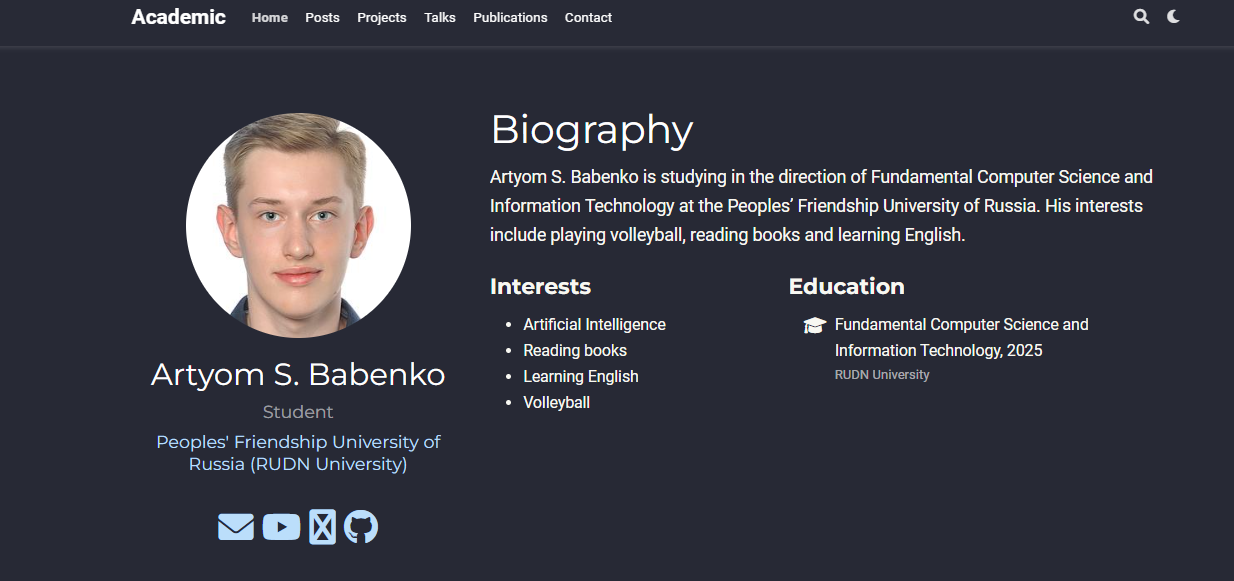 Academic Home Posts Projects Talks Publications Contact
Biography
Artyom S. Babenko is studying in the direction of Fundamental Computer Science and
Information Technology at the Peoples’ Friendship University of Russia. His interests
include playing volleyball, reading books and learning English.
Interests
Artificial Intelligence
Reading books
Learning English
Volleyball
Education
Fundamental Computer Science and
Information Technology, 2025
RUDN University
Artyom S. Babenko
Student
Peoples' Friendship University of
Russia (RUDN University)